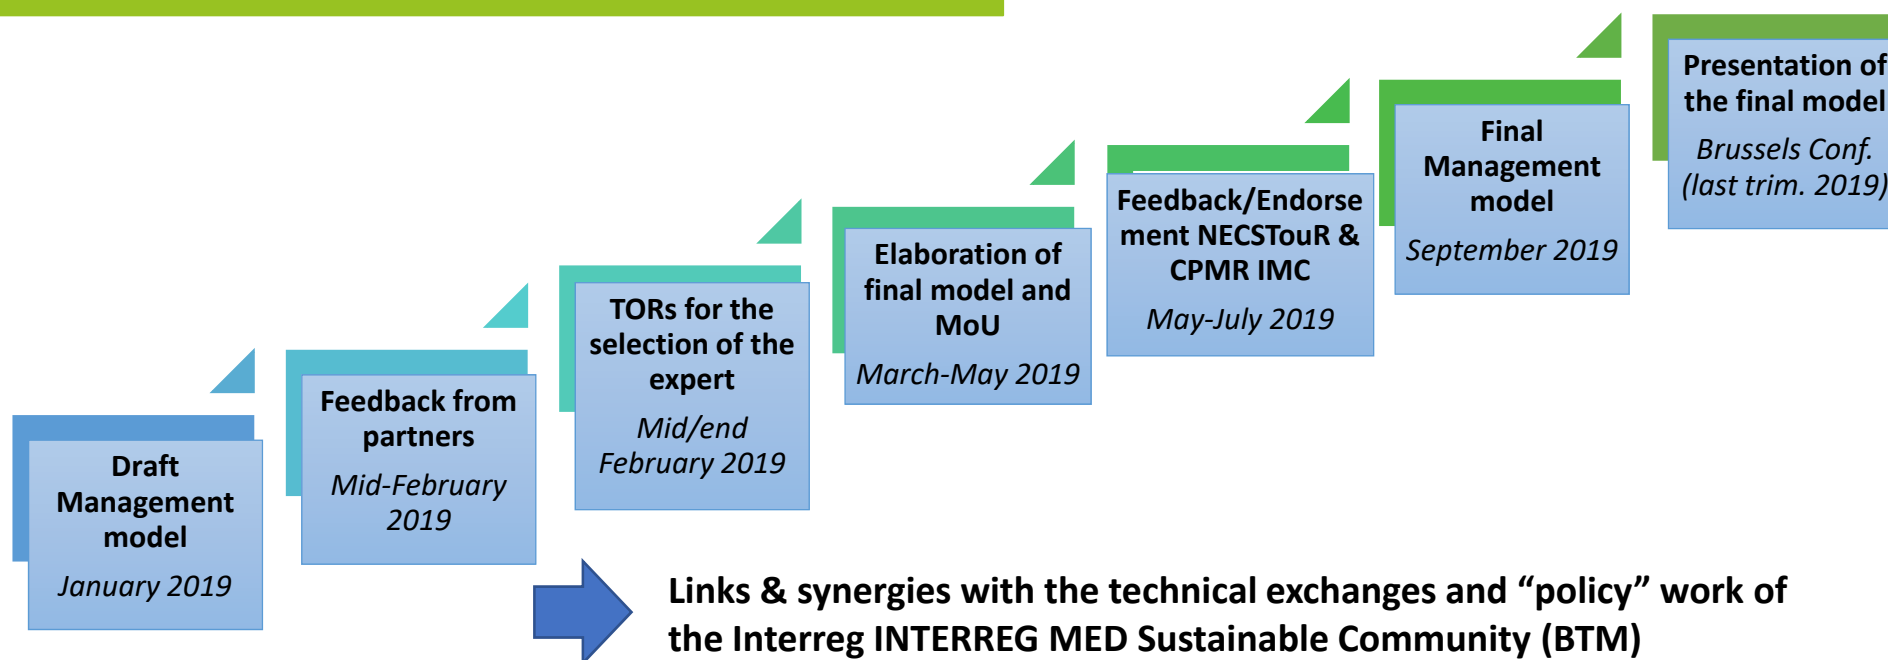 Draft
Management
model
January 2019
Feedback from
partners
Mid-February
2019
TORs for the
selection of the
expert
Mid/end
February 2019
Elaboration of
final model and
MoU
March-May 2019
Feedback/Endorse
ment NECSTouR &
CPMR IMC
May-July 2019
Final
Management
model
September 2019
Presentation of
the final model
Brussels Conf.
(last trim. 2019)
Links & synergies with the technical exchanges and “policy” work of
the Interreg INTERREG MED Sustainable Community (BTM)